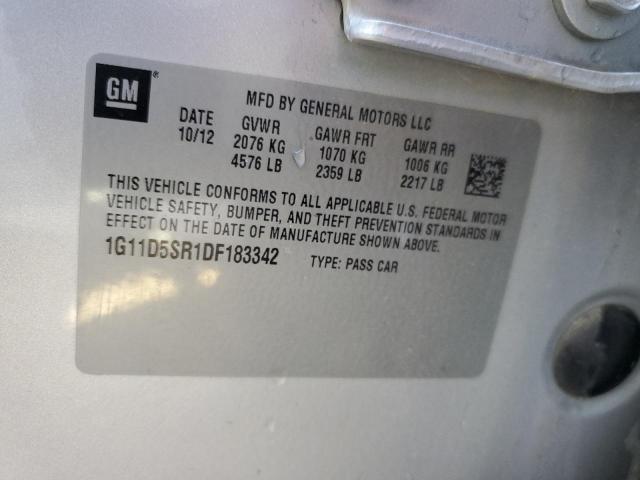 GM®
MFD BY GENERAL MOTORS LLC
DATE GVWR GAWR FRT GAWR RR
10/12 2076 KG 1070 KG 1006 KG
4576 LB 2359 LB 2217 LB
THIS VEHICLE CONFORMS TO ALL APPLICABLE U.S. FEDERAL MOTOR
VEHICLE SAFETY, BUMPER, AND THEFT PREVENTION STANDARDS IN
EFFECT ON THE DATE OF MANUFACTURE SHOWN ABOVE.
1G11D5SR1DF183342 TYPE: PASS CAR